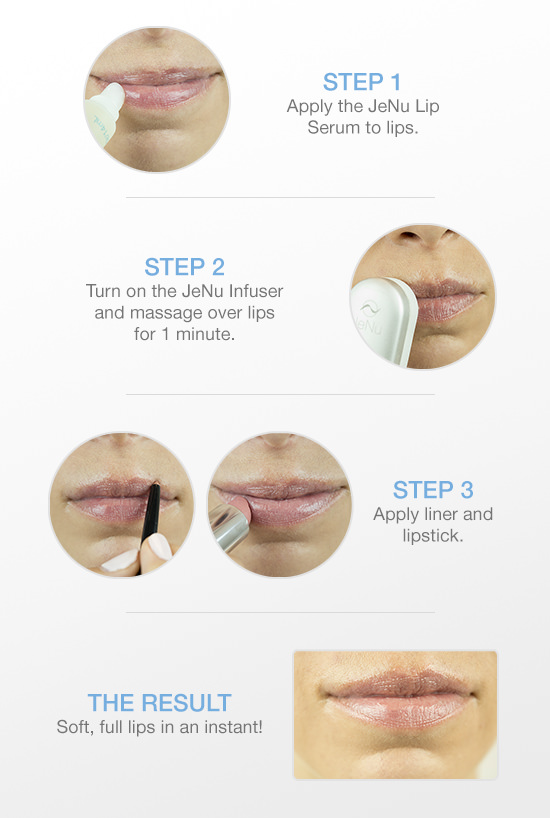 STEP 1
Apply the JeNu Lip
Serum to lips.
STEP 2
Turn on the JeNu Infuser
and massage over lips
for 1 minute.
JeNu
STEP 3
Apply liner and
lipstick.
THE RESULT
Soft, full lips in an instant!